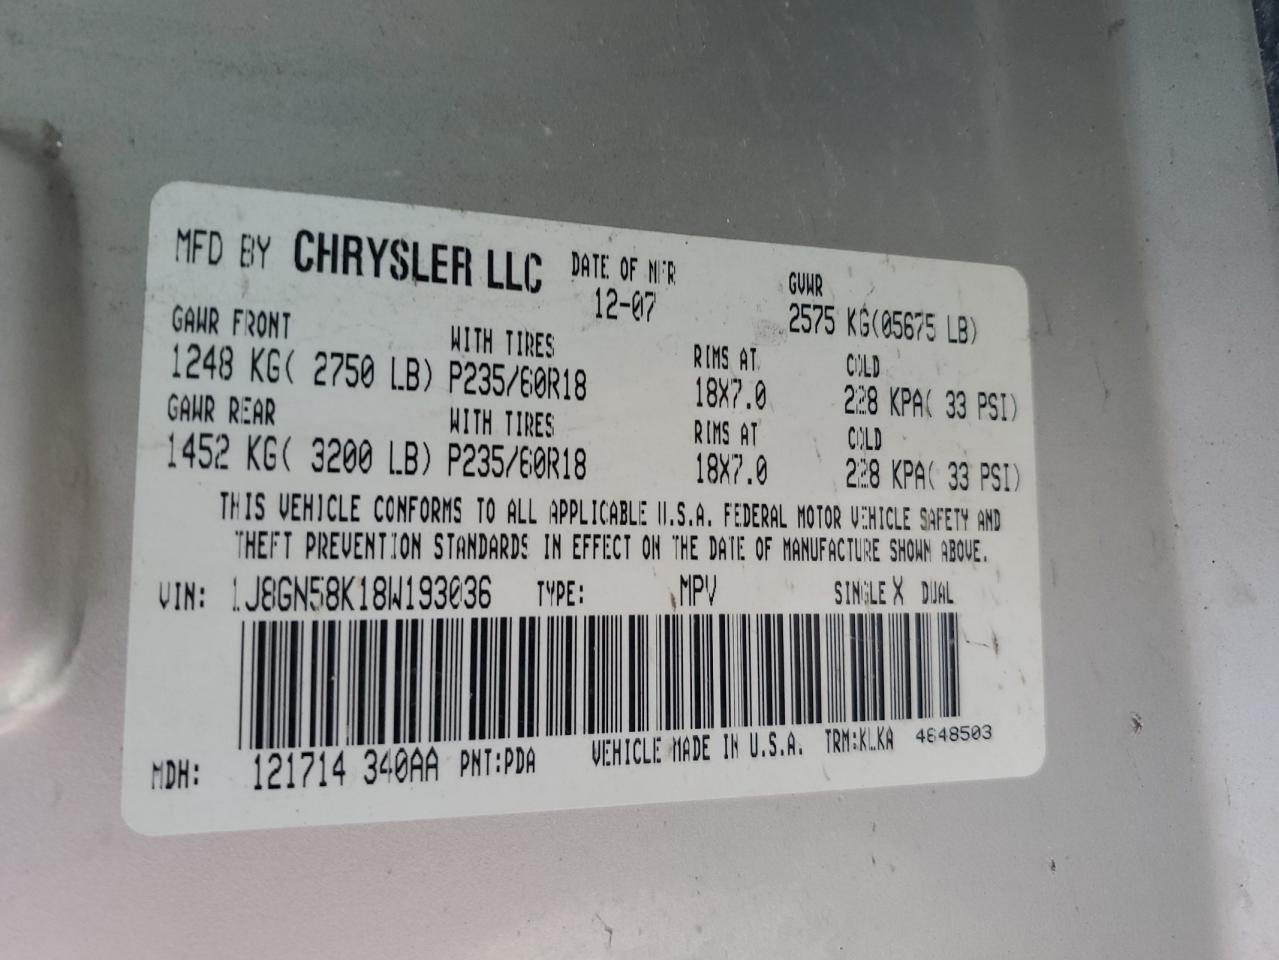 MFD BY CHRYSLER LLC DATE OF MFR GVWR
12-07 2575 KG(05675 LB)
GAWR FRONT WITH TIRES RIMS AT COLD
1248 KG( 2750 LB) P235/60R18 18X7.0 228 KPA( 33 PSI)
GAWR REAR WITH TIRES RIMS AT COLD
1452 KG( 3200 LB) P235/60R18 18X7.0 228 KPA( 33 PSI)
THIS VEHICLE CONFORMS TO ALL APPLICABLE U.S.A. FEDERAL MOTOR VEHICLE SAFETY AND
THEFT PREVENTION STANDARDS IN EFFECT ON THE DATE OF MANUFACTURE SHOWN ABOVE.
VIN: 1J8GN58K18W193036 TYPE: MPV SINGLE X DUAL
MDH: 121714 340AA PNT:PDA VEHICLE MADE IN U.S.A. TRM:KLKA 4648503